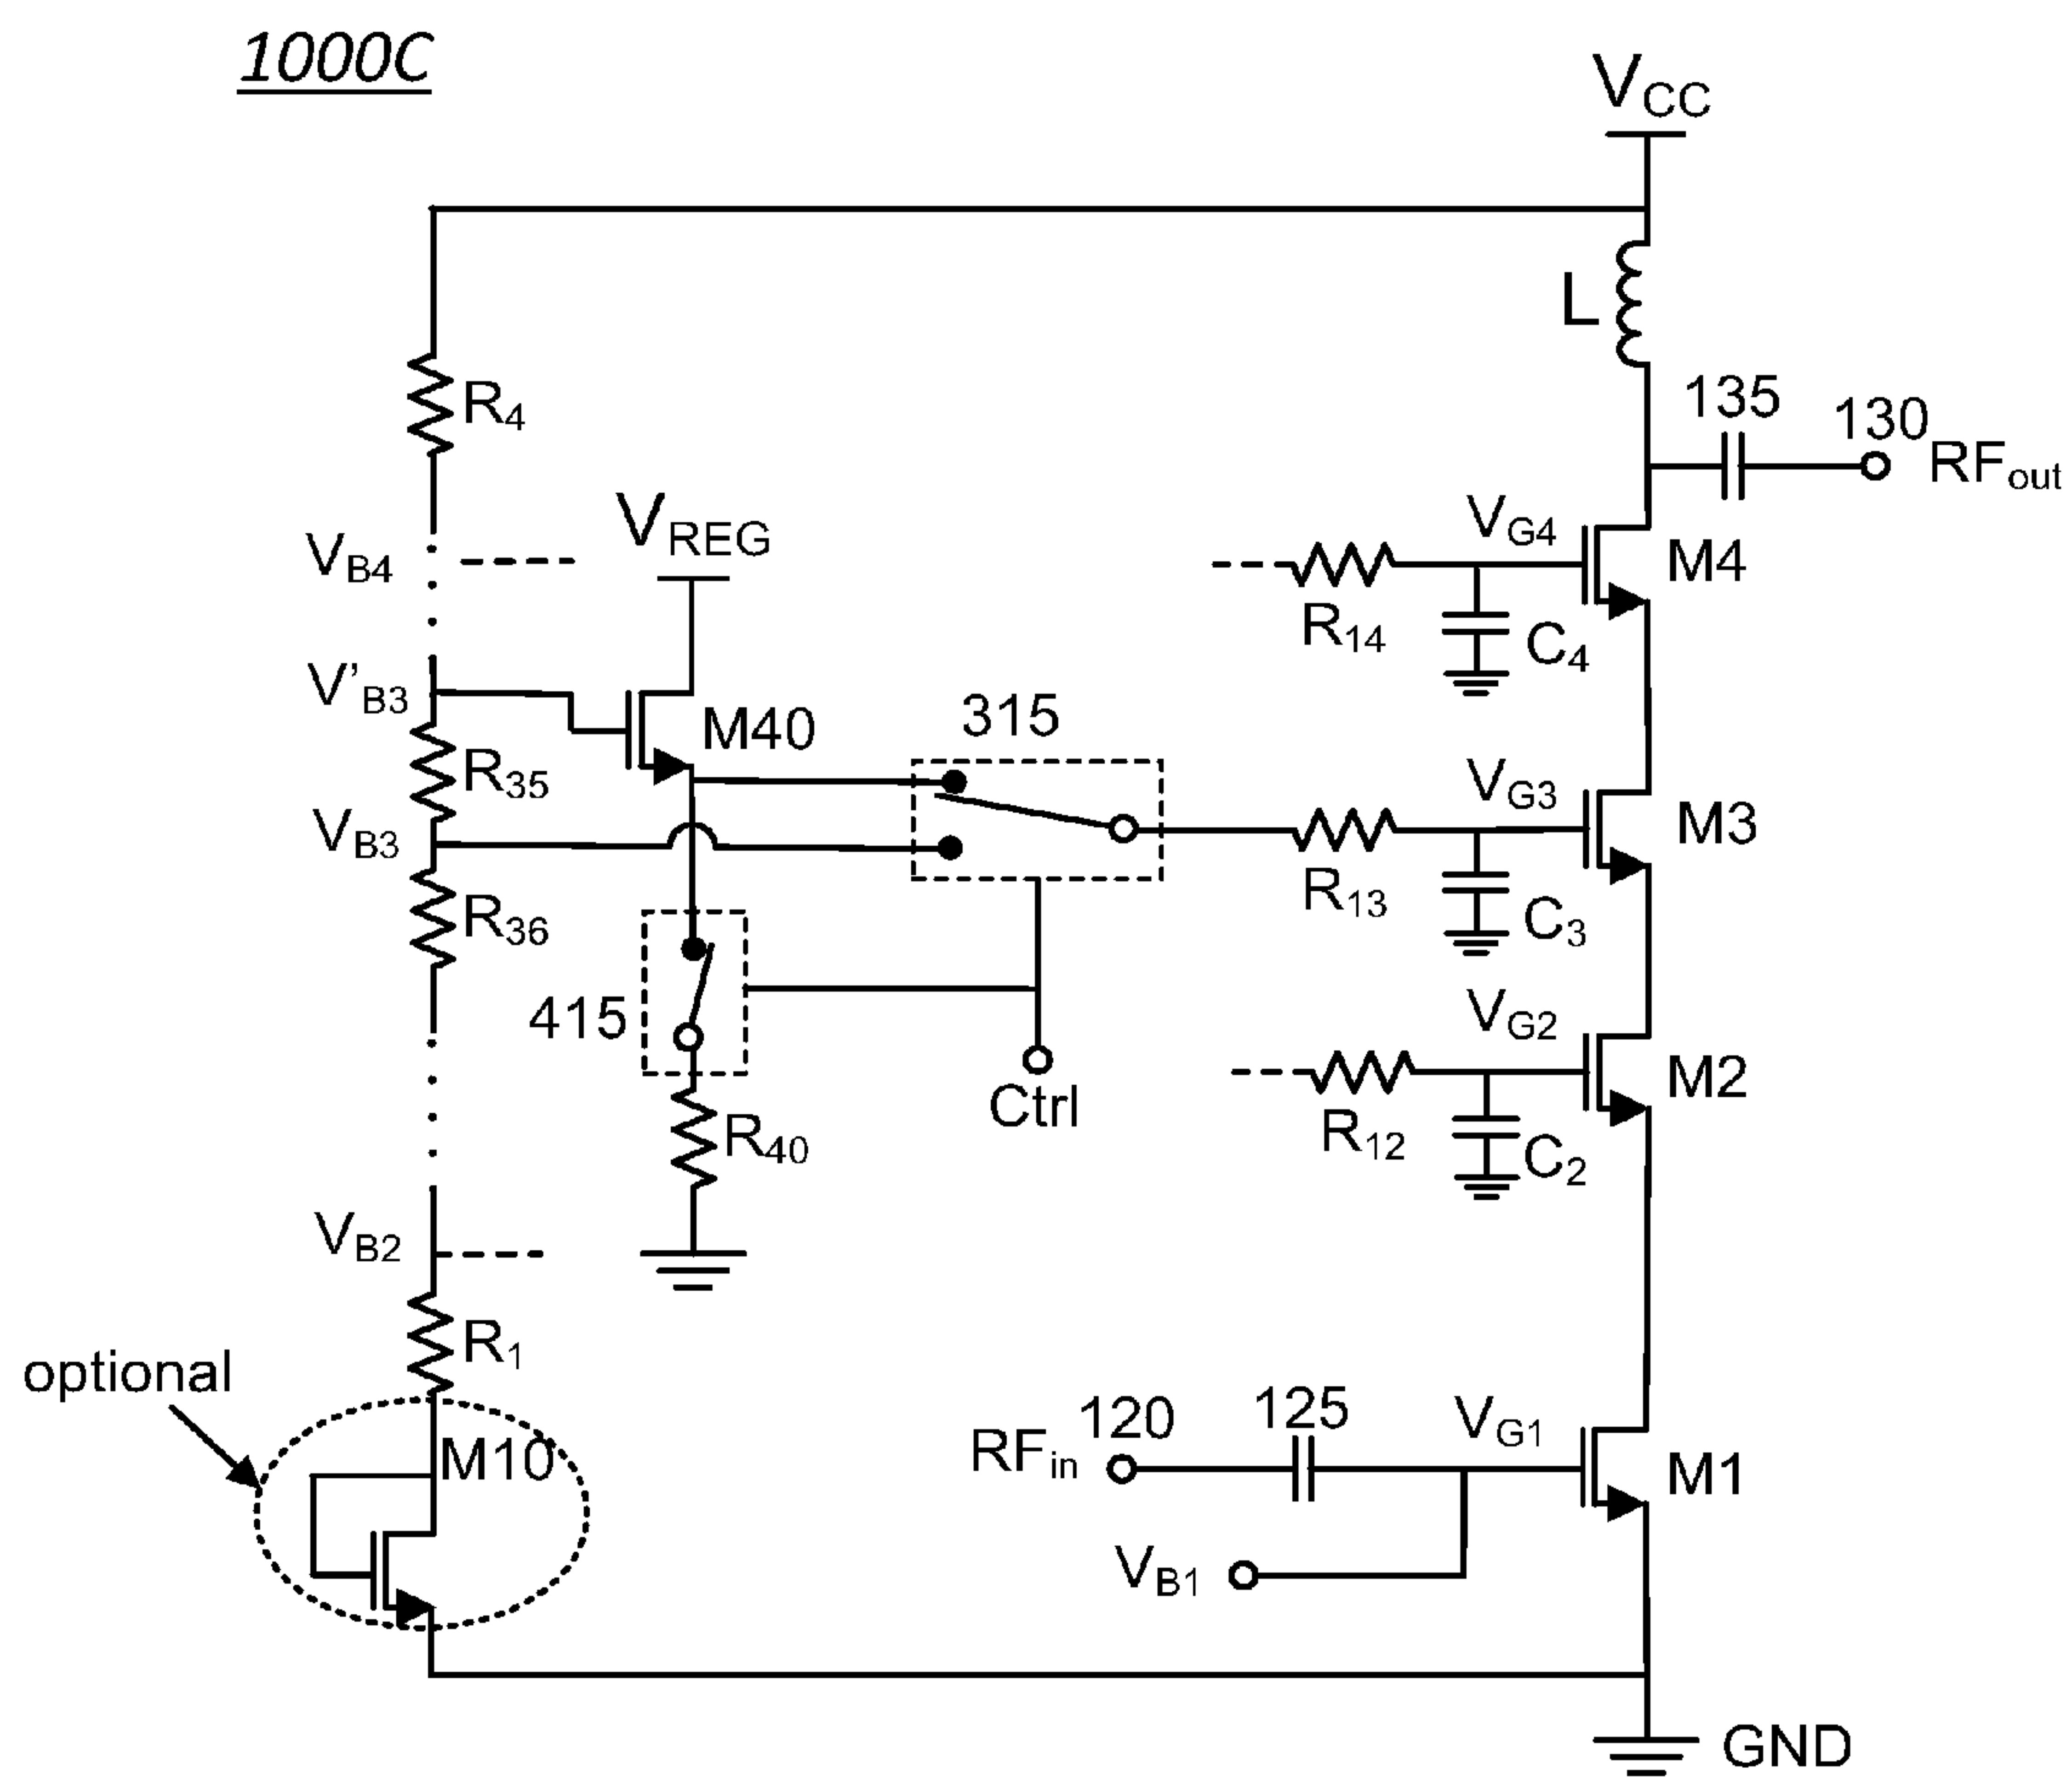 1000C
VCC
L
R4
135
130
RFout
VREG
VG4
M4
VB4
R14
C4
V'B3
M40
315
R35
VG3
M3
VB3
R13
C3
R36
415
VG2
M2
Ctrl
R40
R12
C2
VB2
R1
optional
M10
120
125
VG1
RFin
M1
VB1
GND